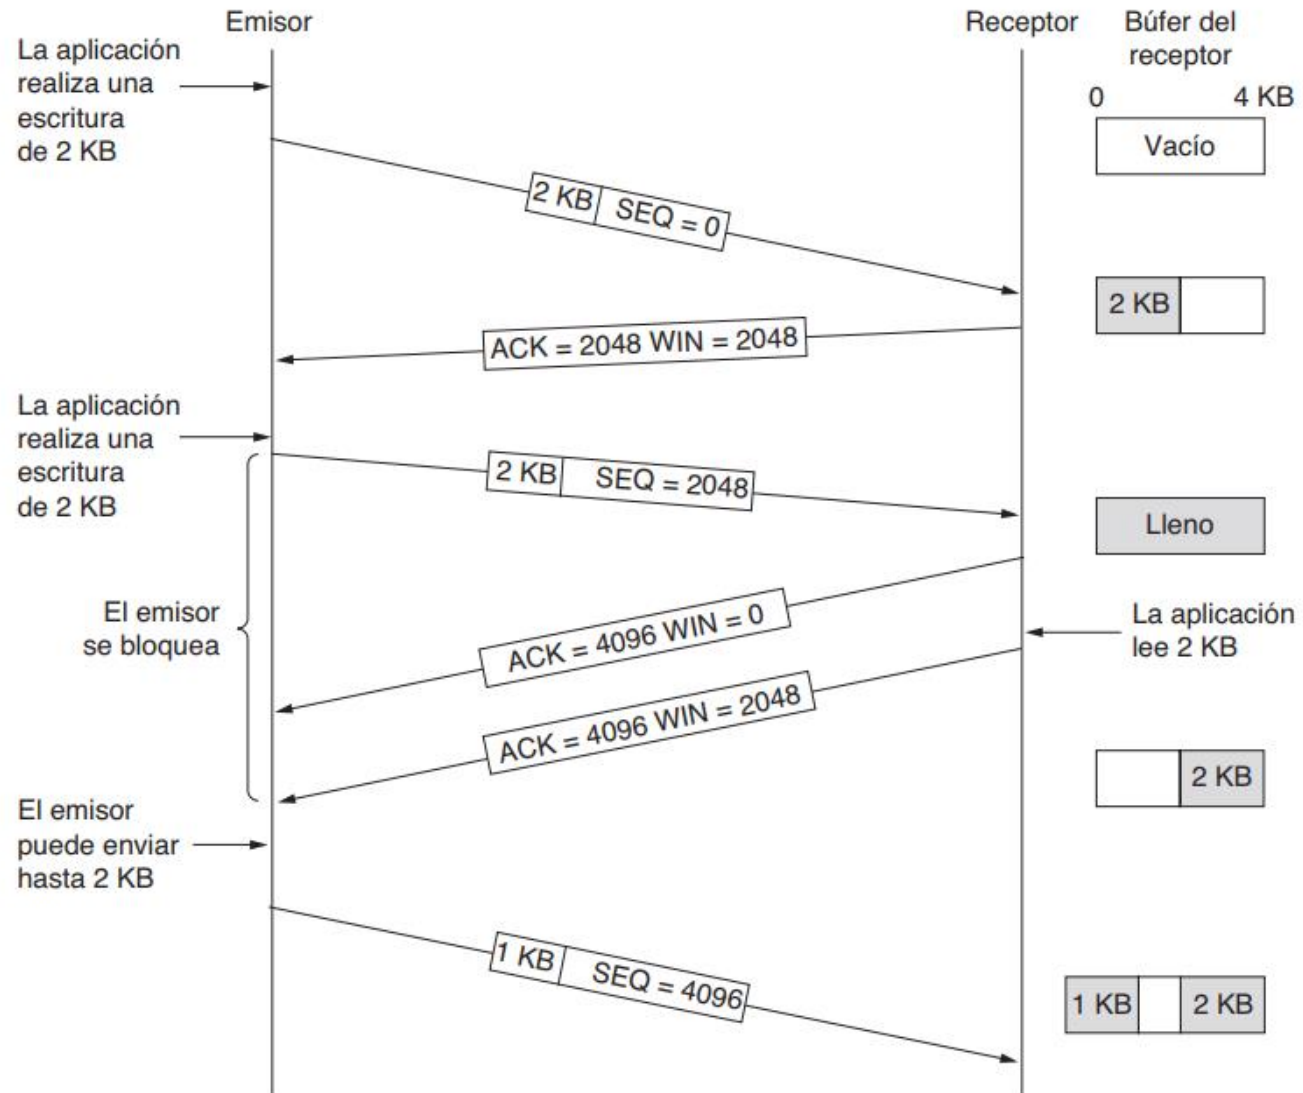 Emisor
Receptor
Búfer del
receptor
La aplicación
realiza una
escritura
de 2 KB
0
4 KB
Vacío
2 KB
SEQ = 0
2 KB
ACK = 2048 WIN = 2048
La aplicación
realiza una
escritura
de 2 KB
2 KB
SEQ = 2048
Lleno
El emisor
se bloquea
ACK = 4096 WIN = 0
La aplicación
lee 2 KB
ACK = 4096 WIN = 2048
2 KB
El emisor
puede enviar
hasta 2 KB
1 KB
SEQ = 4096
1 KB
2 KB